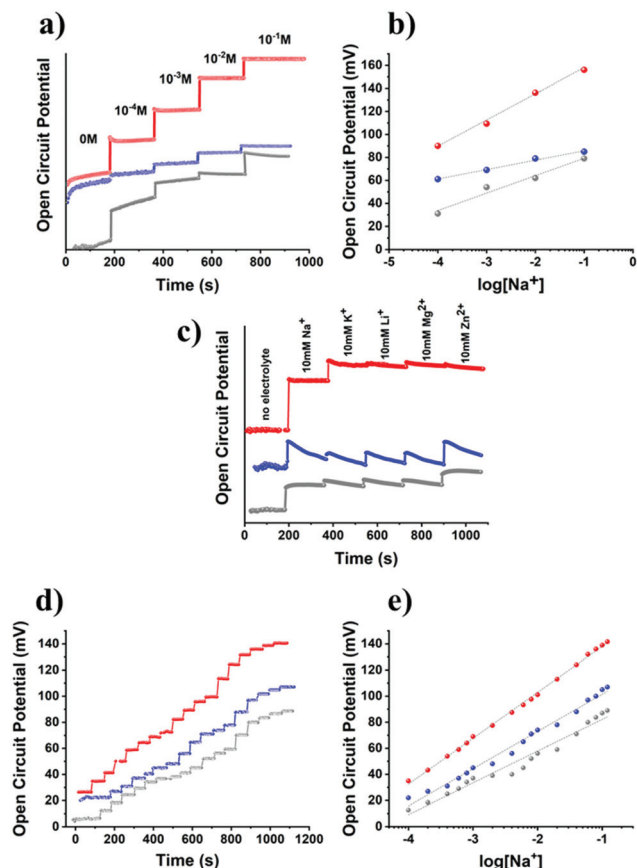 a)
Open Circuit Potential
0M
10⁻⁴M
10⁻³M
10⁻²M
10⁻¹M
0 200 400 600 800 1000
Time (s)
b)
Open Circuit Potential (mV)
160
140
120
100
80
60
40
20
0
-5 -4 -3 -2 -1 0
log[Na⁺]
c)
Open Circuit Potential
no electrolyte
10mM Na⁺
10mM K⁺
10mM Li⁺
10mM Mg²⁺
10mM Zn²⁺
0 200 400 600 800 1000
Time (s)
d)
Open Circuit Potential (mV)
140
120
100
80
60
40
20
0
0 200 400 600 800 1000 1200
Time (s)
e)
Open Circuit Potential (mV)
140
120
100
80
60
40
20
0
-4 -3 -2 -1
log[Na⁺]